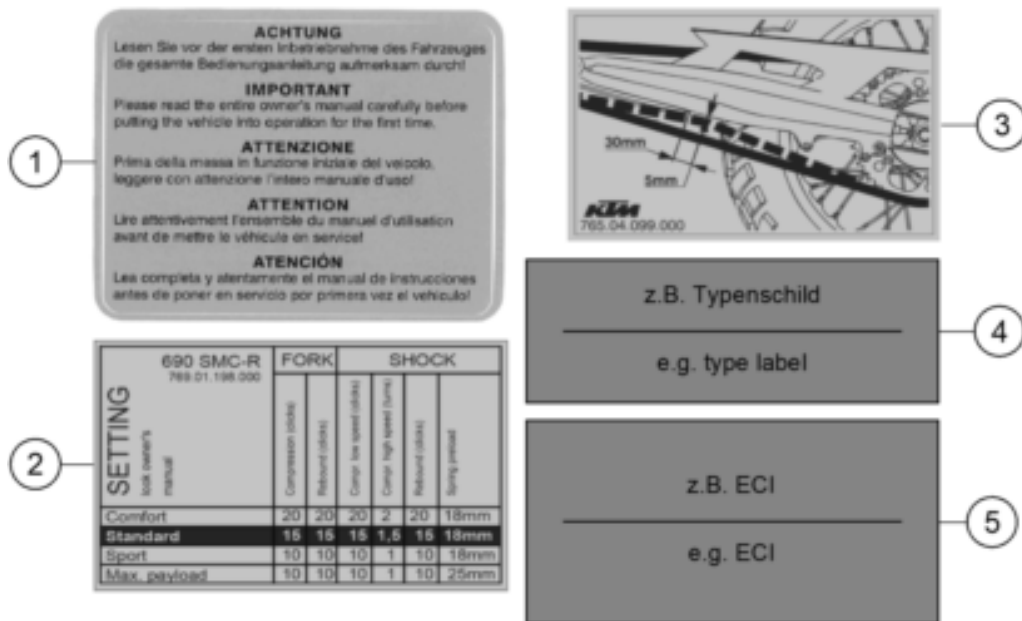 ACHTUNG
Lesen Sie vor der ersten Inbetriebnahme des Fahrzeuges
die gesamte Bedienungsanleitung aufmerksam durch!
IMPORTANT
Please read the entire owner's manual carefully before
putting the vehicle into operation for the first time.
ATTENZIONE
Prima della massa in funzione iniziale del veicolo,
leggere con attenzione l'intero manuale d'uso!
ATTENTION
Lire attentivement l'ensemble du manuel d'utilisation
avant de mettre le véhicule en service!
ATENCIÓN
Lea completa y atentamente el manual de instrucciones
antes de poner en servicio por primera vez el vehiculo!
1
30mm
5mm
KTM
765.04.099.000
3
z.B. Typenschild
e.g. type label
4
690 SMC-R FORK SHOCK
769.01.198.000
SETTING
look owner's
manual
Compression (clicks)
Rebound (clicks)
Compr. low speed (clicks)
Compr. high speed (turns)
Rebound (clicks)
Spring preload
Comfort 20 20 20 2 20 18mm
Standard 15 15 15 1,5 15 18mm
Sport 10 10 10 1 10 18mm
Max. payload 10 10 10 1 10 25mm
2
z.B. ECI
e.g. ECI
5